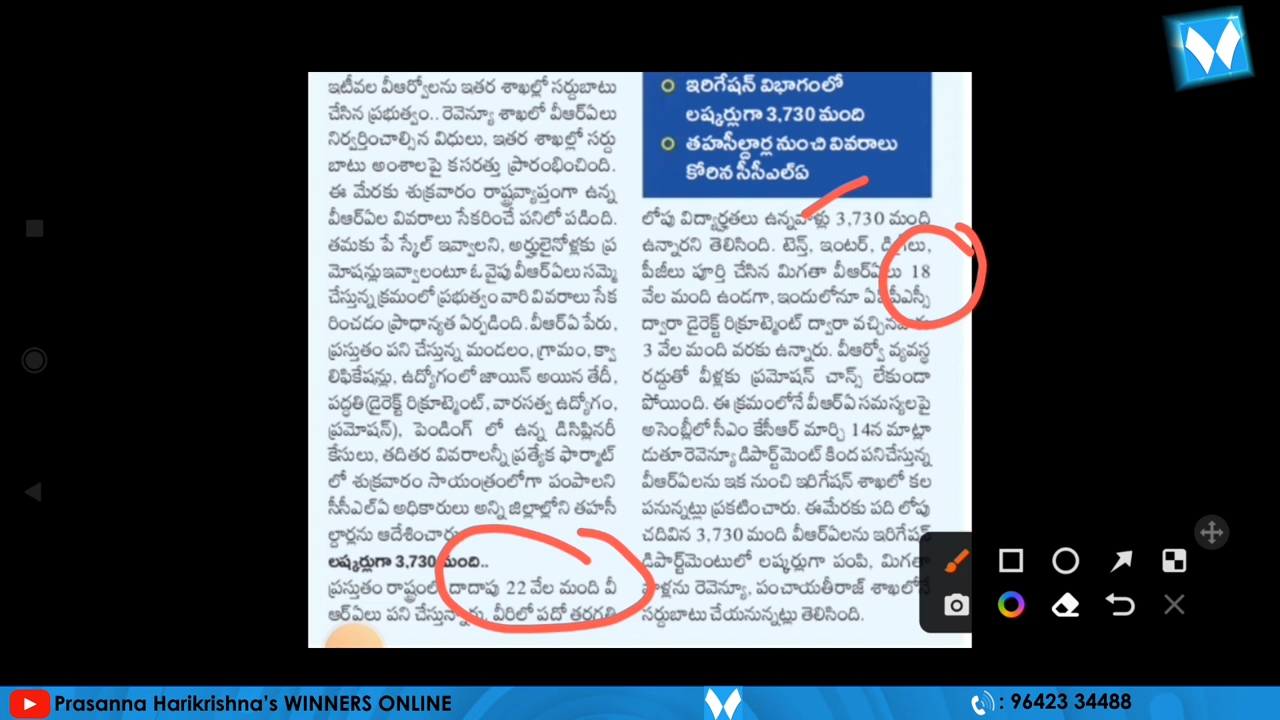 ఇటీవల వీఆర్వోలను ఇతర శాఖల్లో సర్దుబాటు
చేసిన ప్రభుత్వం.. రెవెన్యూ శాఖలో వీఆర్ఏలు
నిర్వర్తించాల్సిన విధులు, ఇతర శాఖల్లో సర్దు
బాటు అంశాలపై కసరత్తు ప్రారంభించింది.
ఈ మేరకు శుక్రవారం రాష్ట్రవ్యాప్తంగా ఉన్న
వీఆర్ఏల వివరాలు సేకరించే పనిలో పడింది.
తమకు పే స్కేల్ ఇవ్వాలని, అర్హులైనోళ్లకు ప్ర
మోషన్లుఇవ్వాలంటూ ఓ వైపు వీఆర్ఏలు సమ్మె
చేస్తున్న క్రమంలో ప్రభుత్వం వారి వివరాలు సేక
రించడం ప్రాధాన్యత ఏర్పడింది. వీఆర్ఏ పేరు,
ప్రస్తుతం పని చేస్తున్న మండలం, గ్రామం, క్వా
లిఫికేషన్లు, ఉద్యోగంలో జాయిన్ అయిన తేదీ,
పద్ధతి(డైరెక్ట్ రిక్రూట్మెంట్, వారసత్వ ఉద్యోగం,
ప్రమోషన్), పెండింగ్ లో ఉన్న డిసిప్లినరీ
కేసులు, తదితర వివరాలన్నీ ప్రత్యేక ఫార్మాట్
లో శుక్రవారం సాయంత్రంలోగా పంపాలని
సీసీఎల్ఏ అధికారులు అన్ని జిల్లాల్లోని తహసీ
ల్దార్లను ఆదేశించారు.
లష్కర్లుగా 3,730 మంది..
ప్రస్తుతం రాష్ట్రంలో దాదాపు 22 వేల మంది వీ
ఆర్ఏలు పని చేస్తున్నారు. వీరిలో పదో తరగతి
ఇరిగేషన్ విభాగంలో
లష్కర్లుగా 3,730 మంది
తహసీల్దార్ల నుంచి వివరాలు
కోరిన సీసీఎల్ఏ
లోపు విద్యార్హతలు ఉన్నవాళ్లు 3,730 మంది
ఉన్నారని తెలిసింది. టెన్త్, ఇంటర్, డిగ్రీలు,
పీజీలు పూర్తి చేసిన మిగతా వీఆర్ఏలు 18
వేల మంది ఉండగా, ఇందులోనూ ఏపీపీఎస్సీ
ద్వారా డైరెక్ట్ రిక్రూట్మెంట్ ద్వారా వచ్చినవారు
3 వేల మంది వరకు ఉన్నారు. వీఆర్వో వ్యవస్థ
రద్దుతో వీళ్లకు ప్రమోషన్ చాన్స్ లేకుండా
పోయింది. ఈ క్రమంలోనే వీఆర్ఏ సమస్యలపై
అసెంబ్లీలో సీఎం కేసీఆర్ మార్చి 14న మాట్లా
డుతూ రెవెన్యూ డిపార్ట్‌మెంట్ కింద పనిచేస్తున్న
వీఆర్ఏలను ఇక నుంచి ఇరిగేషన్ శాఖలో కల
పనున్నట్లు ప్రకటించారు. ఈమేరకు పది లోపు
చదివిన 3,730 మంది వీఆర్ఏలను ఇరిగేషన్
డిపార్ట్‌మెంటులో లష్కర్లుగా పంపి, మిగతా
వాళ్లను రెవెన్యూ, పంచాయతీరాజ్ శాఖలోనే
సర్దుబాటు చేయనున్నట్లు తెలిసింది.
Prasanna Harikrishna's WINNERS ONLINE
: 96423 34488